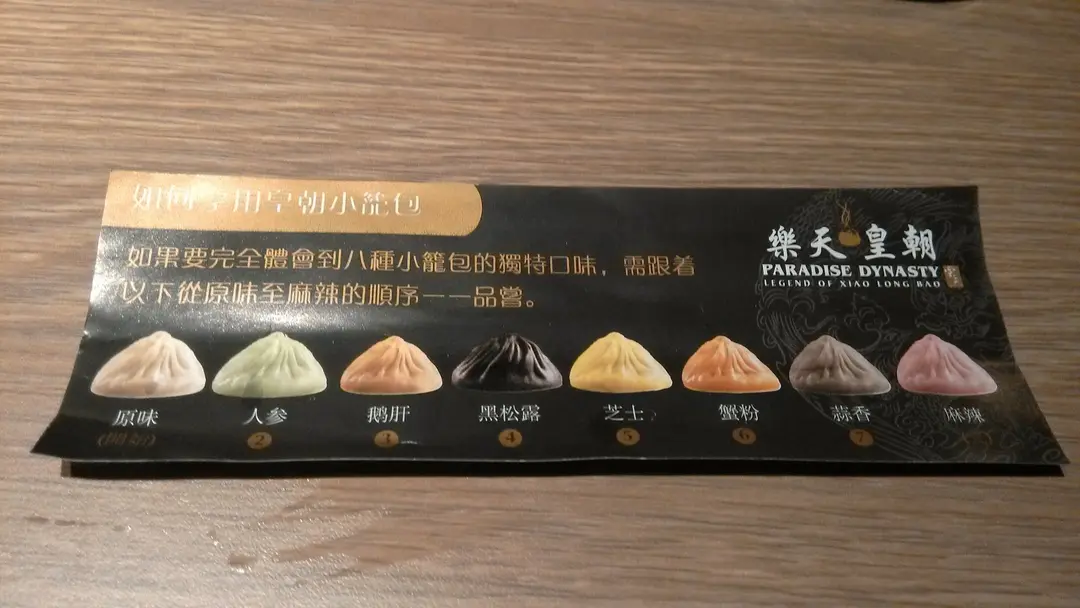 如何享用皇朝小籠包
如果要完全體會到八種小籠包的獨特口味，需跟着
以下從原味至麻辣的順序一一品嘗。
樂天皇朝
PARADISE DYNASTY
LEGEND OF XIAO LONG BAO
原味 人参 鹅肝 黑松露 芝士 蟹粉 蒜香 麻辣
(開始) 2 3 4 5 6 7